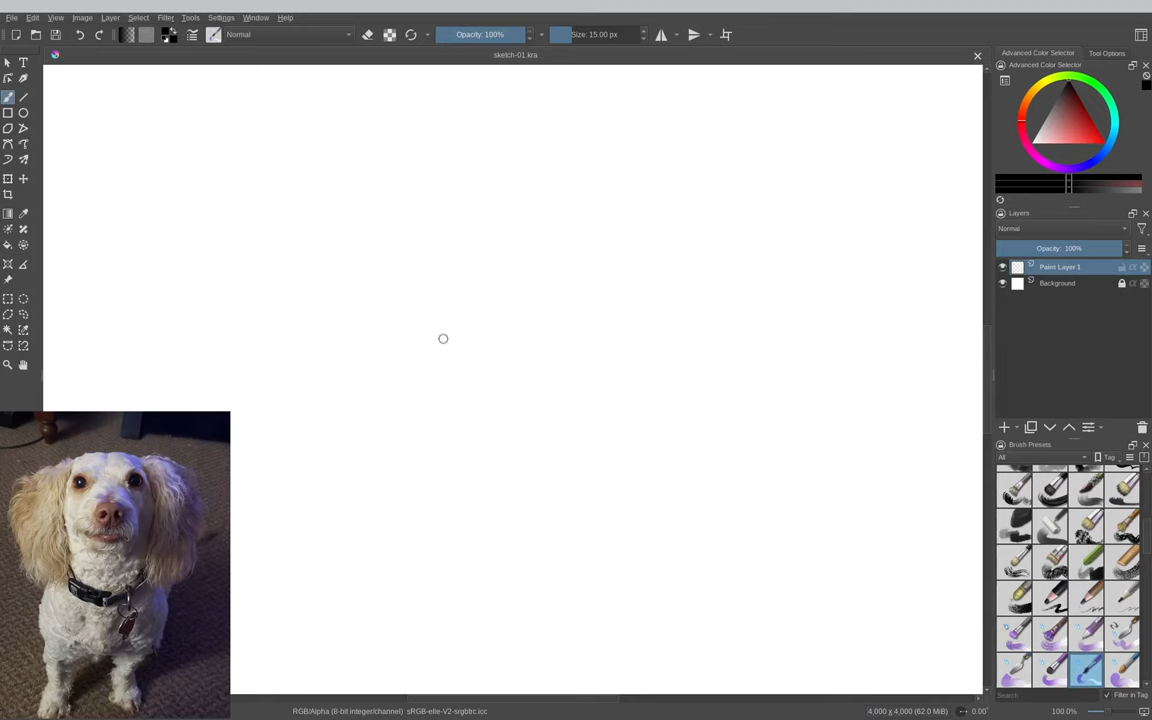 File Edit View Image Layer Select Filter Tools Settings Window Help
Normal
Opacity: 100%
Size: 15.00 px
sketch-01.kra
Advanced Color Selector
Tool Options
Advanced Color Selector
Layers
Normal
Opacity: 100%
Paint Layer 1
Background
Brush Presets
All
Tag
Search
Filter in Tag
RGB/Alpha (8-bit integer/channel) sRGB-elle-V2-srgbtrc.icc
4,000 x 4,000 (62.0 MiB)
0.00°
100.0%